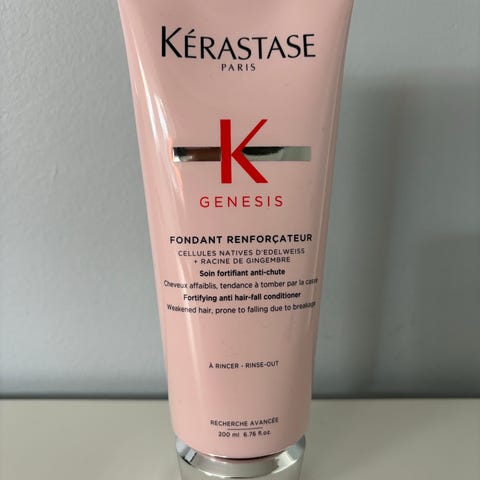 KÉRASTASE
PARIS
K
GENESIS
FONDANT RENFORÇATEUR
CELLULES NATIVES D'EDELWEISS
+ RACINE DE GINGEMBRE
Soin fortifiant anti-chute
Cheveux affaiblis, tendance à tomber par la casse
Fortifying anti hair-fall conditioner
Weakened hair, prone to falling due to breakage
À RINCER - RINSE-OUT
RECHERCHE AVANCÉE
200 ml 6.76 fl.oz.